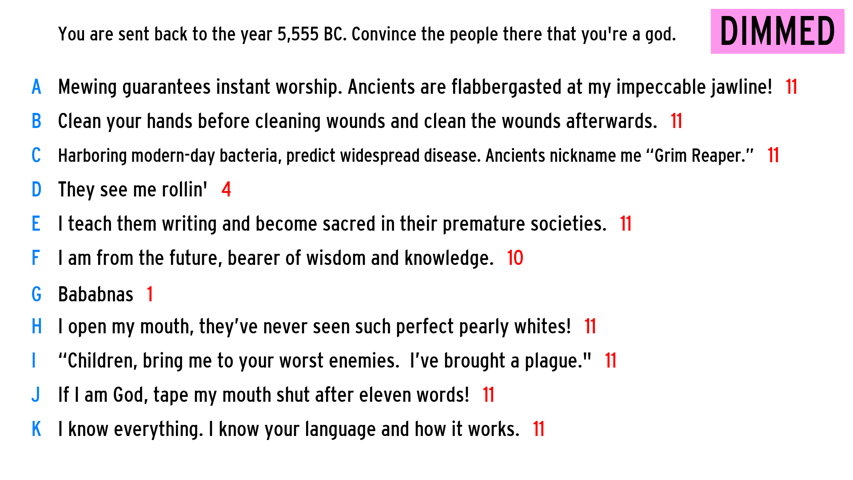 You are sent back to the year 5,555 BC. Convince the people there that you're a god.
DIMMED
A Mewing guarantees instant worship. Ancients are flabbergasted at my impeccable jawline! 11
B Clean your hands before cleaning wounds and clean the wounds afterwards. 11
C Harboring modern-day bacteria, predict widespread disease. Ancients nickname me “Grim Reaper.” 11
D They see me rollin' 4
E I teach them writing and become sacred in their premature societies. 11
F I am from the future, bearer of wisdom and knowledge. 10
G Bababnas 1
H I open my mouth, they’ve never seen such perfect pearly whites! 11
I “Children, bring me to your worst enemies. I’ve brought a plague." 11
J If I am God, tape my mouth shut after eleven words! 11
K I know everything. I know your language and how it works. 11